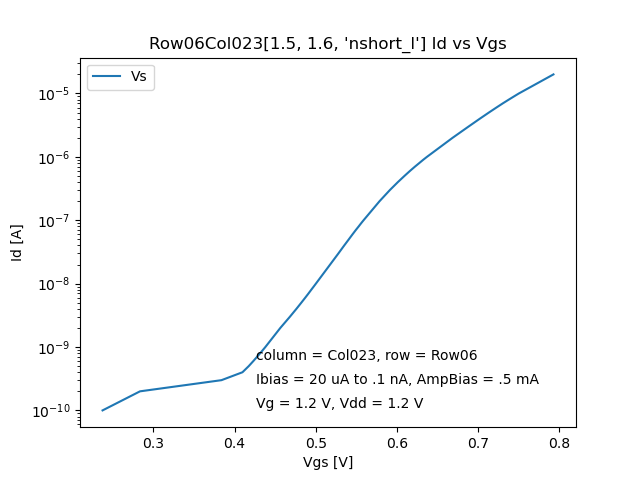 Row06Col023[1.5, 1.6, 'nshort_l'] Id vs Vgs
Vs
10⁻⁵
10⁻⁶
10⁻⁷
10⁻⁸
10⁻⁹
10⁻¹⁰
Id [A]
column = Col023, row = Row06
Ibias = 20 uA to .1 nA, AmpBias = .5 mA
Vg = 1.2 V, Vdd = 1.2 V
0.3 0.4 0.5 0.6 0.7 0.8
Vgs [V]